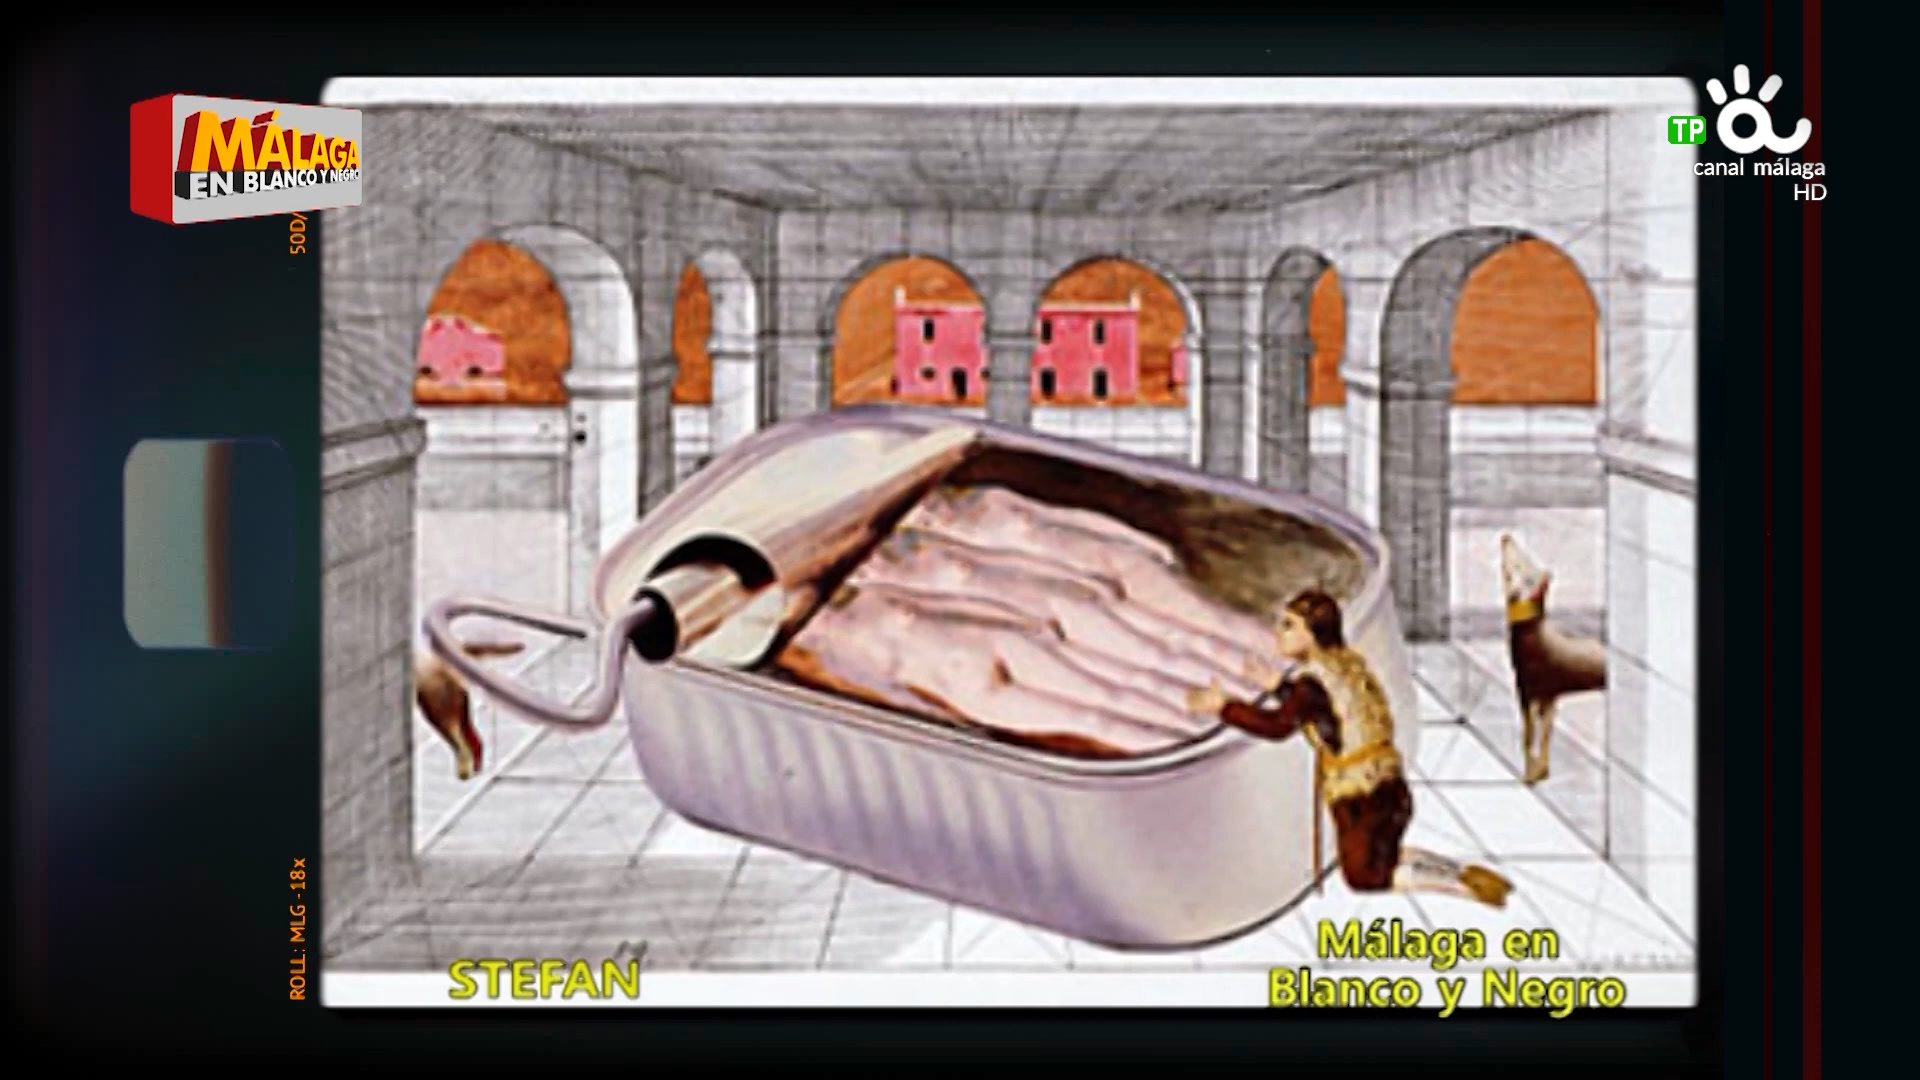 MÁLAGA
EN BLANCO Y NEGRO
TP
canal málaga
HD
50D/
ROLL: MLG -18x
STEFAN
Málaga en
Blanco y Negro